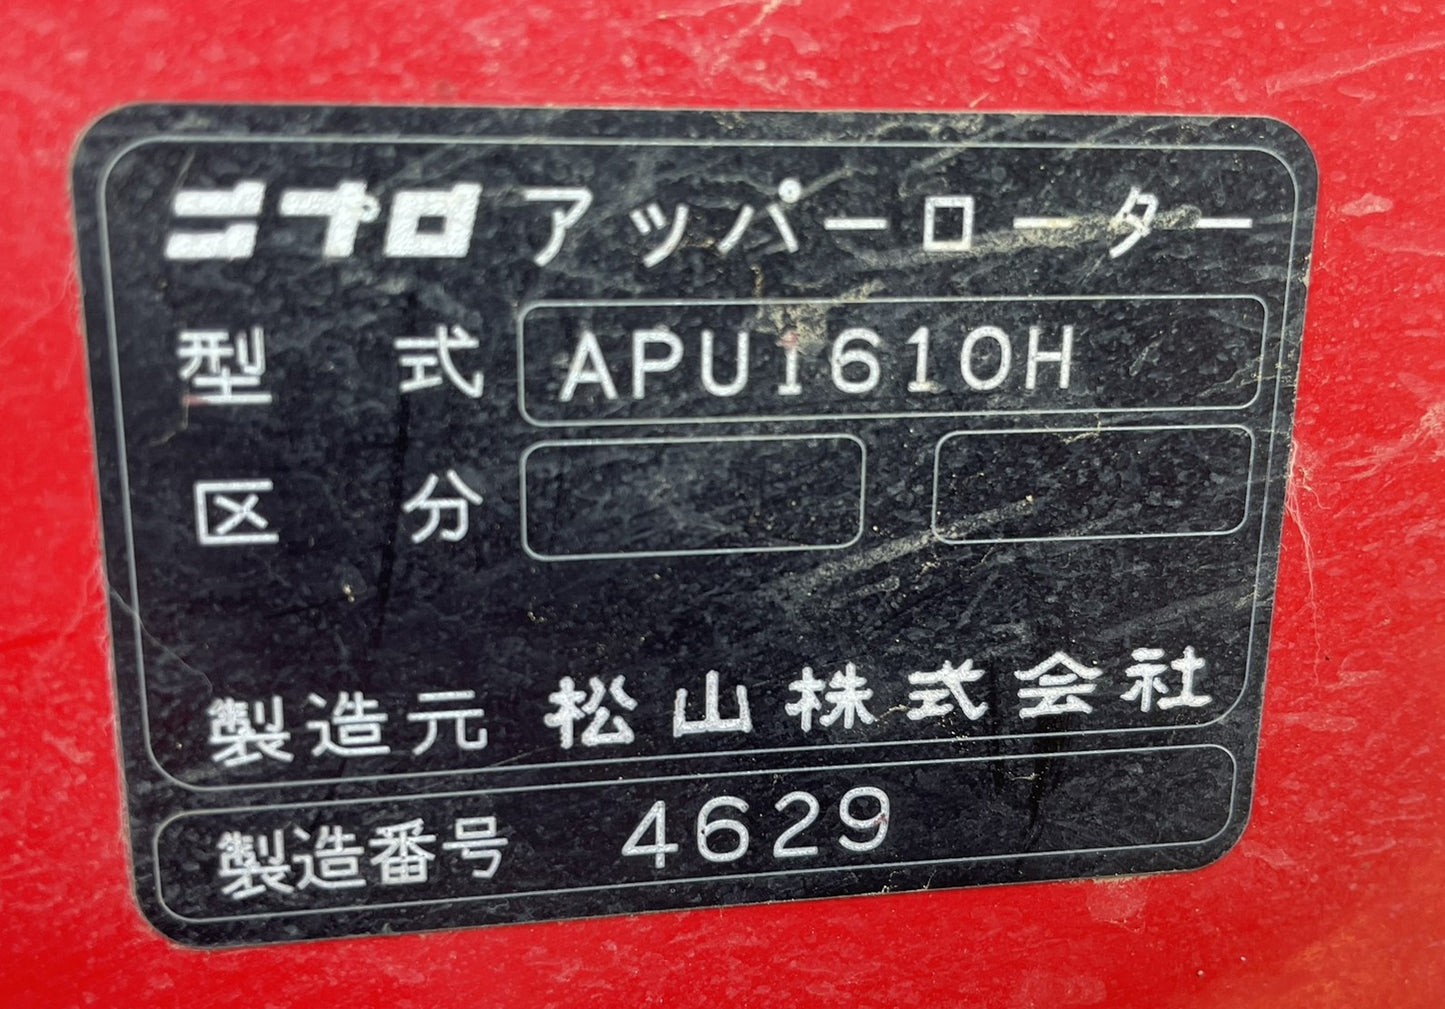 ニプロ アッパーローター
型式 APU1610H
区分
製造元 松山株式会社
製造番号 4629